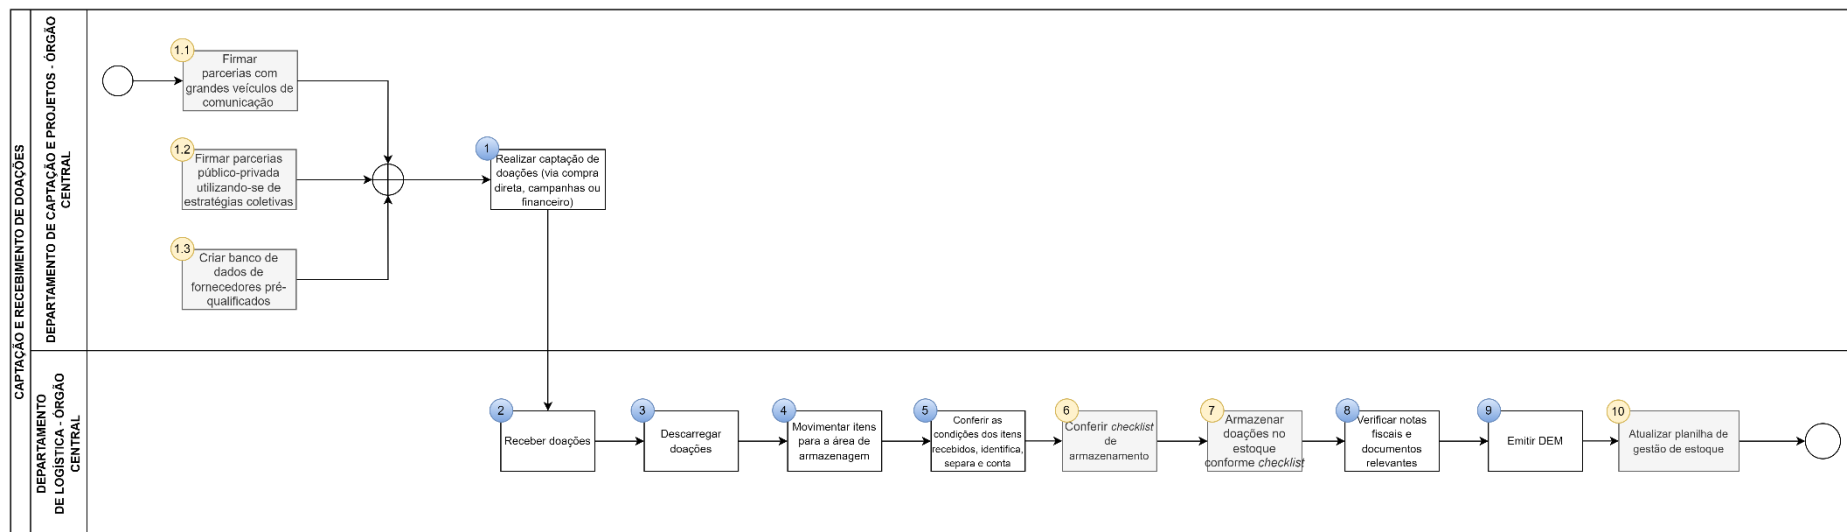 CAPTAÇÃO E RECEBIMENTO DE DOAÇÕES
DEPARTAMENTO DE CAPTAÇÃO E PROJETOS - ÓRGÃO
CENTRAL
1.1
Firmar
parcerias com
grandes veículos de
comunicação
1.2
Firmar parcerias
público-privada
utilizando-se de
estratégias coletivas
1.3
Criar banco de
dados de
fornecedores pré-
qualificados
1
Realizar captação de
doações (via compra
direta, campanhas ou
financeiro)
DEPARTAMENTO
DE LOGÍSTICA - ÓRGÃO
CENTRAL
2
Receber doações
3
Descarregar
doações
4
Movimentar itens
para a área de
armazenagem
5
Conferir as
condições dos itens
recebidos, identifica,
separa e conta
6
Conferir checklist
de
armazenamento
7
Armazenar
doações no
estoque
conforme checklist
8
Verificar notas
fiscais e
documentos
relevantes
9
Emitir DEM
10
Atualizar planilha de
gestão de estoque